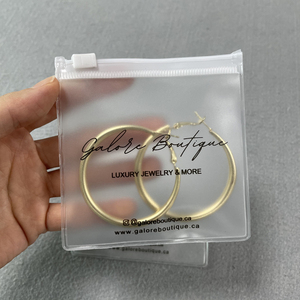 Galore Boutique
LUXURY JEWELRY & MORE
@galoreboutique.ca
www.galoreboutique.ca